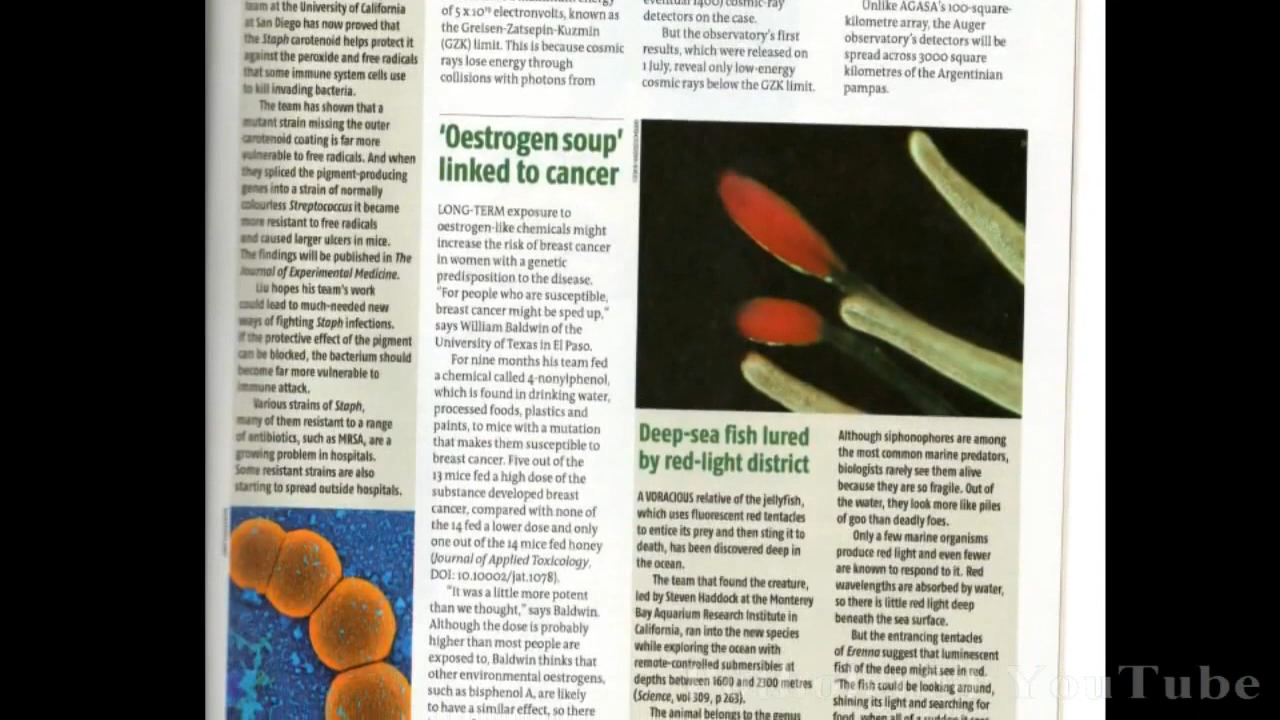 team at the University of California
at San Diego has now proved that
the Staph carotenoid helps protect it
against the peroxide and free radicals
that some immune system cells use
to kill invading bacteria.
The team has shown that a
mutant strain missing the outer
carotenoid coating is far more
vulnerable to free radicals. And when
they spliced the pigment-producing
genes into a strain of normally
colourless Streptococcus it became
more resistant to free radicals
and caused larger ulcers in mice.
The findings will be published in The
Journal of Experimental Medicine.
Liu hopes his team's work
could lead to much-needed new
ways of fighting Staph infections.
If the protective effect of the pigment
can be blocked, the bacterium should
become far more vulnerable to
immune attack.
Various strains of Staph,
many of them resistant to a range
of antibiotics, such as MRSA, are a
growing problem in hospitals.
Some resistant strains are also
starting to spread outside hospitals.
of 5 x 10¹⁹ electronvolts, known as
the Greisen-Zatsepin-Kuzmin
(GZK) limit. This is because cosmic
rays lose energy through
collisions with photons from
eventual 1400) cosmic-ray
detectors on the case.
But the observatory's first
results, which were released on
1 July, reveal only low-energy
cosmic rays below the GZK limit.
Unlike AGASA's 100-square-
kilometre array, the Auger
observatory's detectors will be
spread across 3000 square
kilometres of the Argentinian
pampas.
'Oestrogen soup'
linked to cancer
LONG-TERM exposure to
oestrogen-like chemicals might
increase the risk of breast cancer
in women with a genetic
predisposition to the disease.
"For people who are susceptible,
breast cancer might be sped up,"
says William Baldwin of the
University of Texas in El Paso.
For nine months his team fed
a chemical called 4-nonylphenol,
which is found in drinking water,
processed foods, plastics and
paints, to mice with a mutation
that makes them susceptible to
breast cancer. Five out of the
13 mice fed a high dose of the
substance developed breast
cancer, compared with none of
the 14 fed a lower dose and only
one out of the 14 mice fed honey
(Journal of Applied Toxicology,
DOI: 10.10002/jat.1078).
"It was a little more potent
than we thought," says Baldwin.
Although the dose is probably
higher than most people are
exposed to, Baldwin thinks that
other environmental oestrogens,
such as bisphenol A, are likely
to have a similar effect, so there
Deep-sea fish lured
by red-light district
A VORACIOUS relative of the jellyfish,
which uses fluorescent red tentacles
to entice its prey and then sting it to
death, has been discovered deep in
the ocean.
The team that found the creature,
led by Steven Haddock at the Monterey
Bay Aquarium Research Institute in
California, ran into the new species
while exploring the ocean with
remote-controlled submersibles at
depths between 1600 and 2300 metres
(Science, vol 309, p 263).
The animal belongs to the genus
Although siphonophores are among
the most common marine predators,
biologists rarely see them alive
because they are so fragile. Out of
the water, they look more like piles
of goo than deadly foes.
Only a few marine organisms
produce red light and even fewer
are known to respond to it. Red
wavelengths are absorbed by water,
so there is little red light deep
beneath the sea surface.
But the entrancing tentacles
of Erenna suggest that luminescent
fish of the deep might see in red.
"The fish could be looking around,
shining its light and searching for
food, when all of a sudden it sees
YouTube